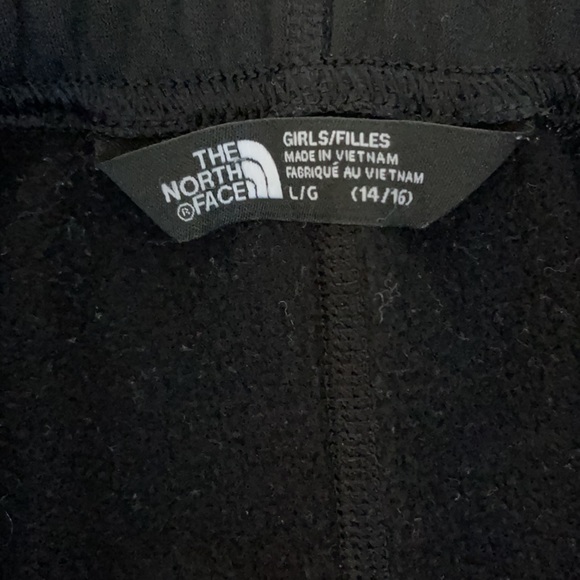 THE
NORTH
FACE®
GIRLS/FILLES
MADE IN VIETNAM
FABRIQUÉ AU VIETNAM
L/G (14/16)